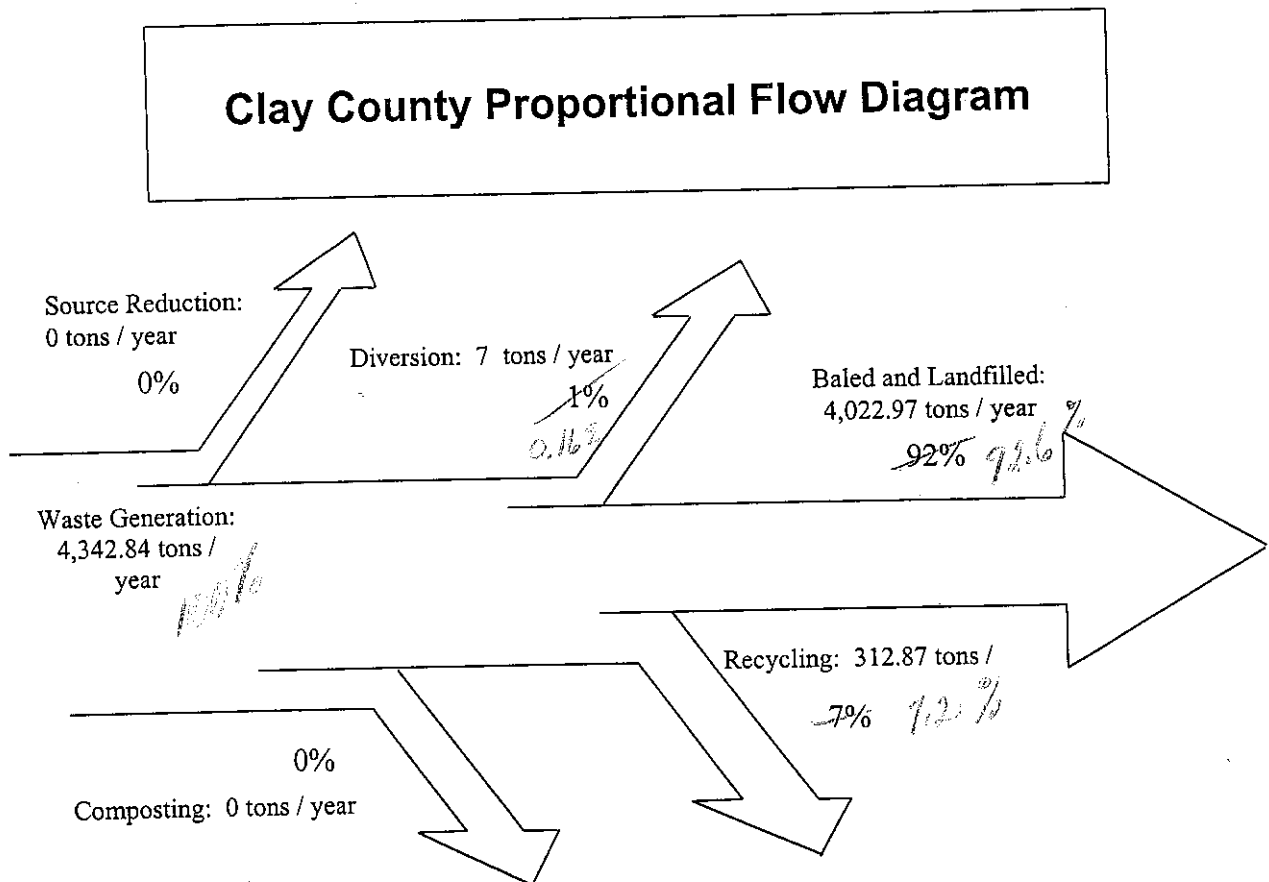 Clay County Proportional Flow Diagram
Source Reduction:
0 tons / year
0%
Diversion: 7 tons / year
1%
0.16%
Baled and Landfilled:
4,022.97 tons / year
92% 92.6%
Waste Generation:
4,342.84 tons /
year
100%
Recycling: 312.87 tons /
7% 7.2%
0%
Composting: 0 tons / year